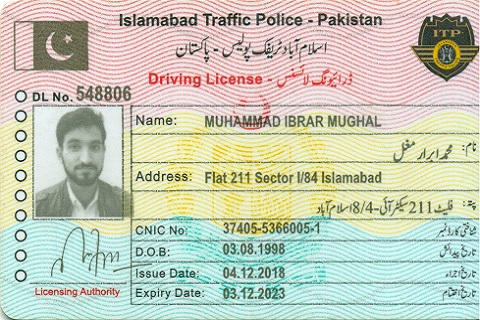 Islamabad Traffic Police - Pakistan
اسلام آباد ٹریفک پولیس - پاکستان
ITP
Driving License - ڈرائیونگ لائسنس
DL No. 548806
Name: MUHAMMAD IBRAR MUGHAL
نام: محمد ابرار مغل
Address: Flat 211 Sector I/84 Islamabad
پتہ: فلیٹ 211 سیکٹر آئی-8/4 اسلام آباد
CNIC No: 37405-5366005-1 شناختی کارڈ نمبر
D.O.B: 03.08.1998 تاریخ پیدائش
Issue Date: 04.12.2018 تاریخ اجراء
Expiry Date: 03.12.2023 تاریخ اختتام
Licensing Authority